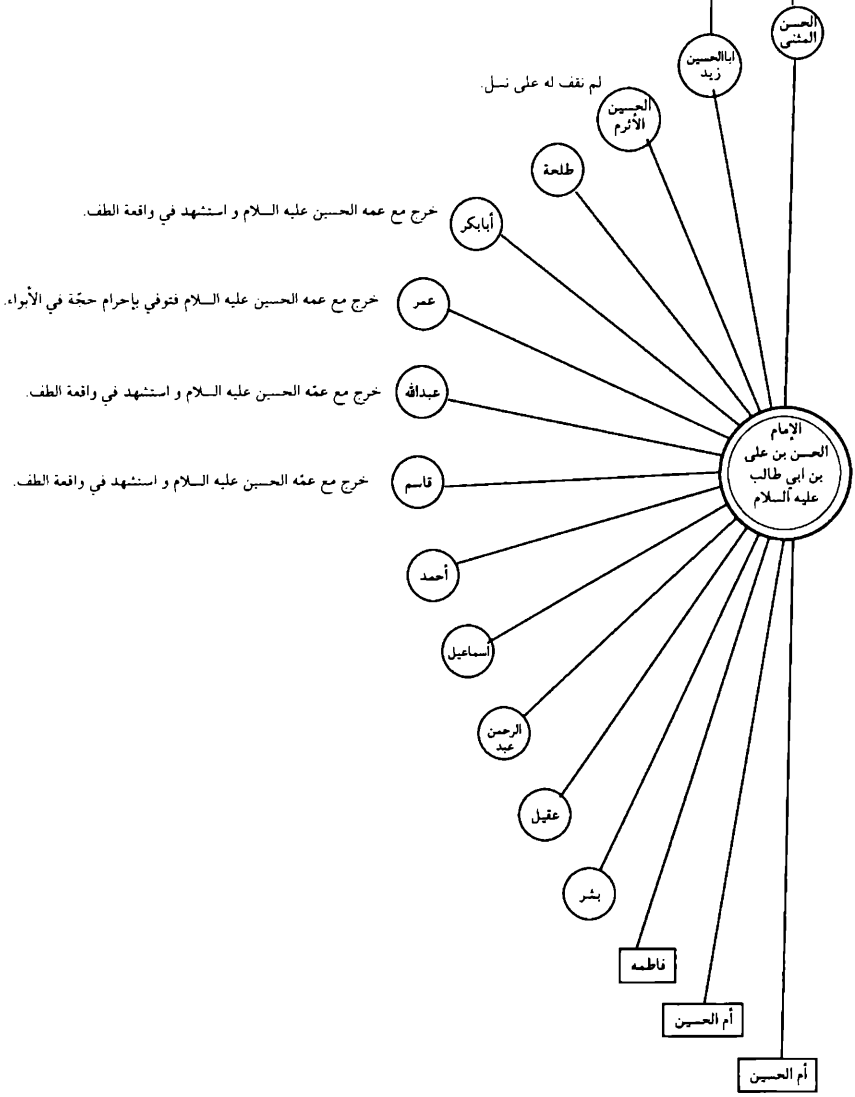 الحسن
المثنى
اباالحسين
زيد
لم نقف له على نسل.
الحسين
الأثرم
طلحة
أبابكر
خرج مع عمه الحسين عليه السلام و استشهد في واقعة الطف.
عمر
خرج مع عمه الحسين عليه السلام فتوفي بإحرام حجّة في الأبواء.
عبدالله
خرج مع عمّه الحسين عليه السلام و استشهد في واقعة الطف.
قاسم
خرج مع عمّه الحسين عليه السلام و استشهد في واقعة الطف.
الإمام
الحسن بن على
بن ابي طالب
عليه السلام
أحمد
أسماعيل
الرحمن
عبد
عقيل
بشر
فاطمه
أم الحسين
أم الحسين